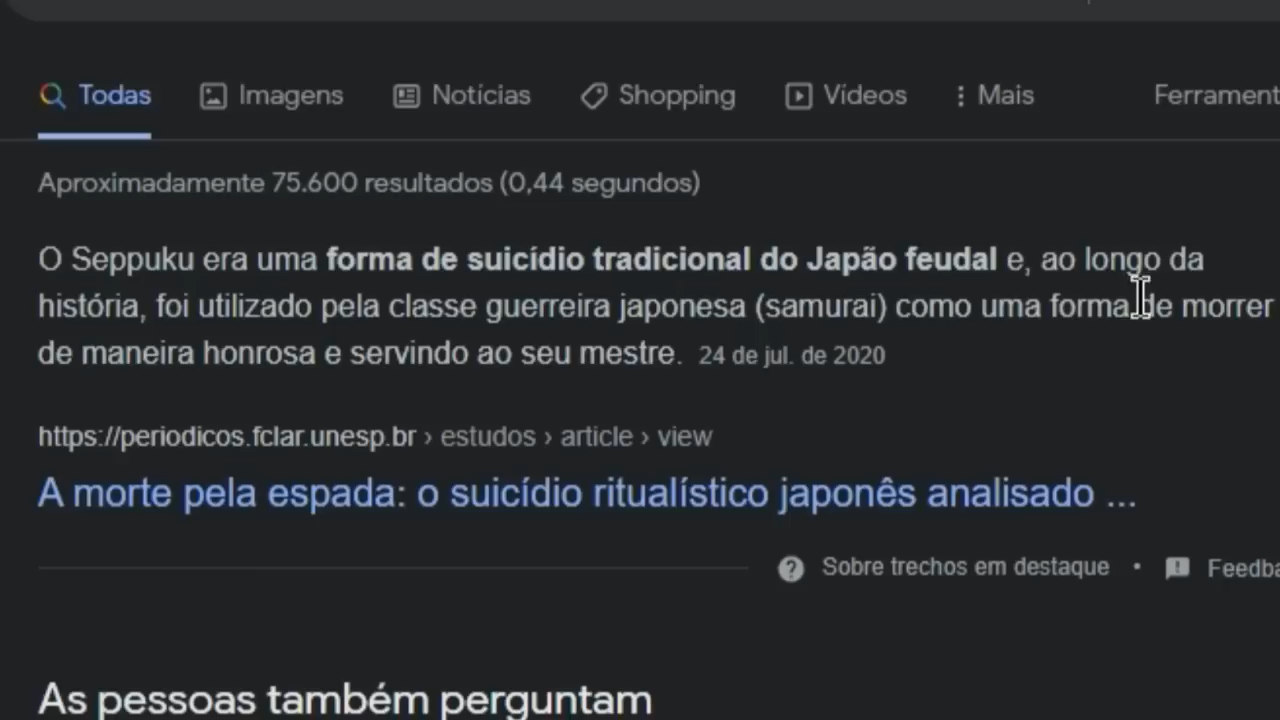 Todas Imagens Notícias Shopping Vídeos Mais Ferrament
Aproximadamente 75.600 resultados (0,44 segundos)
O Seppuku era uma forma de suicídio tradicional do Japão feudal e, ao longo da
história, foi utilizado pela classe guerreira japonesa (samurai) como uma forma de morrer
de maneira honrosa e servindo ao seu mestre. 24 de jul. de 2020
https://periodicos.fclar.unesp.br › estudos › article › view
A morte pela espada: o suicídio ritualístico japonês analisado ...
Sobre trechos em destaque • Feedba
As pessoas também perguntam